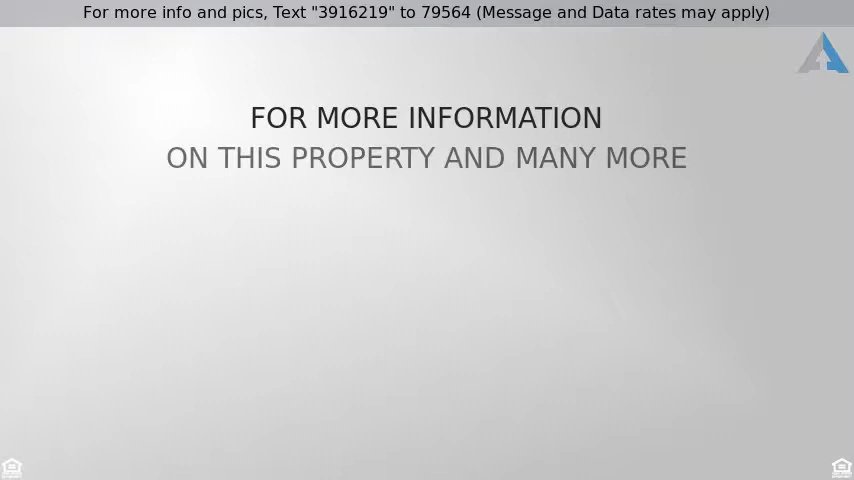 For more info and pics, Text "3916219" to 79564 (Message and Data rates may apply)
FOR MORE INFORMATION
ON THIS PROPERTY AND MANY MORE